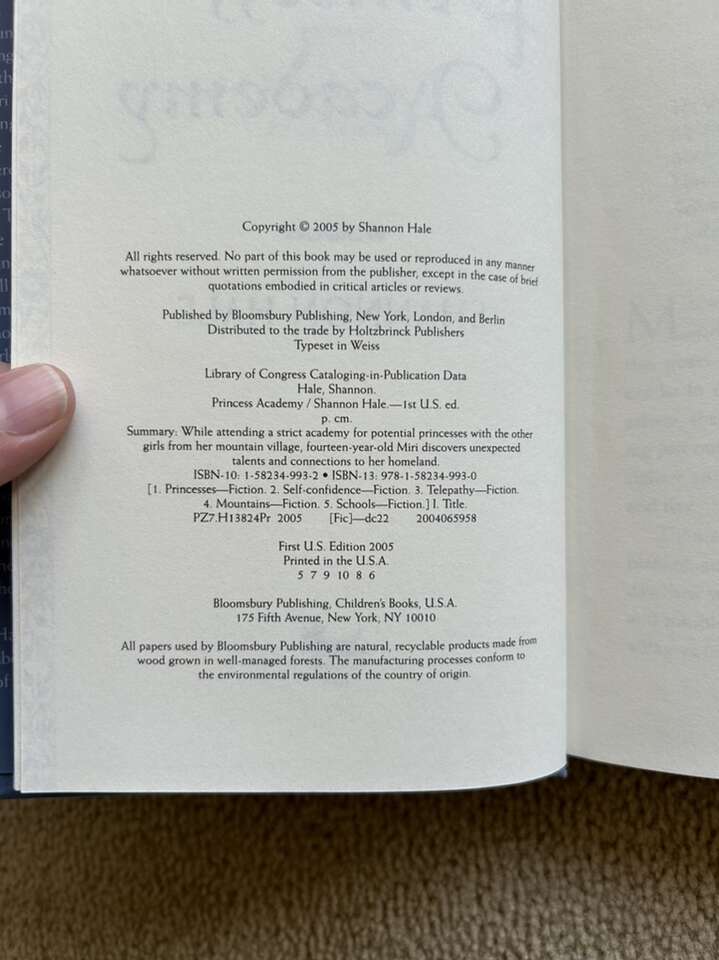 Academy
Copyright © 2005 by Shannon Hale
All rights reserved. No part of this book may be used or reproduced in any manner
whatsoever without written permission from the publisher, except in the case of brief
quotations embodied in critical articles or reviews.
Published by Bloomsbury Publishing, New York, London, and Berlin
Distributed to the trade by Holtzbrinck Publishers
Typeset in Weiss
Library of Congress Cataloging-in-Publication Data
Hale, Shannon.
Princess Academy / Shannon Hale.—1st U.S. ed.
p. cm.
Summary: While attending a strict academy for potential princesses with the other
girls from her mountain village, fourteen-year-old Miri discovers unexpected
talents and connections to her homeland.
ISBN-10: 1-58234-993-2 • ISBN-13: 978-1-58234-993-0
[1. Princesses—Fiction. 2. Self-confidence—Fiction. 3. Telepathy—Fiction.
4. Mountains—Fiction. 5. Schools—Fiction.] I. Title.
PZ7.H13824Pr 2005 [Fic]—dc22 2004065958
First U.S. Edition 2005
Printed in the U.S.A.
5 7 9 10 8 6
Bloomsbury Publishing, Children's Books, U.S.A.
175 Fifth Avenue, New York, NY 10010
All papers used by Bloomsbury Publishing are natural, recyclable products made from
wood grown in well-managed forests. The manufacturing processes conform to
the environmental regulations of the country of origin.